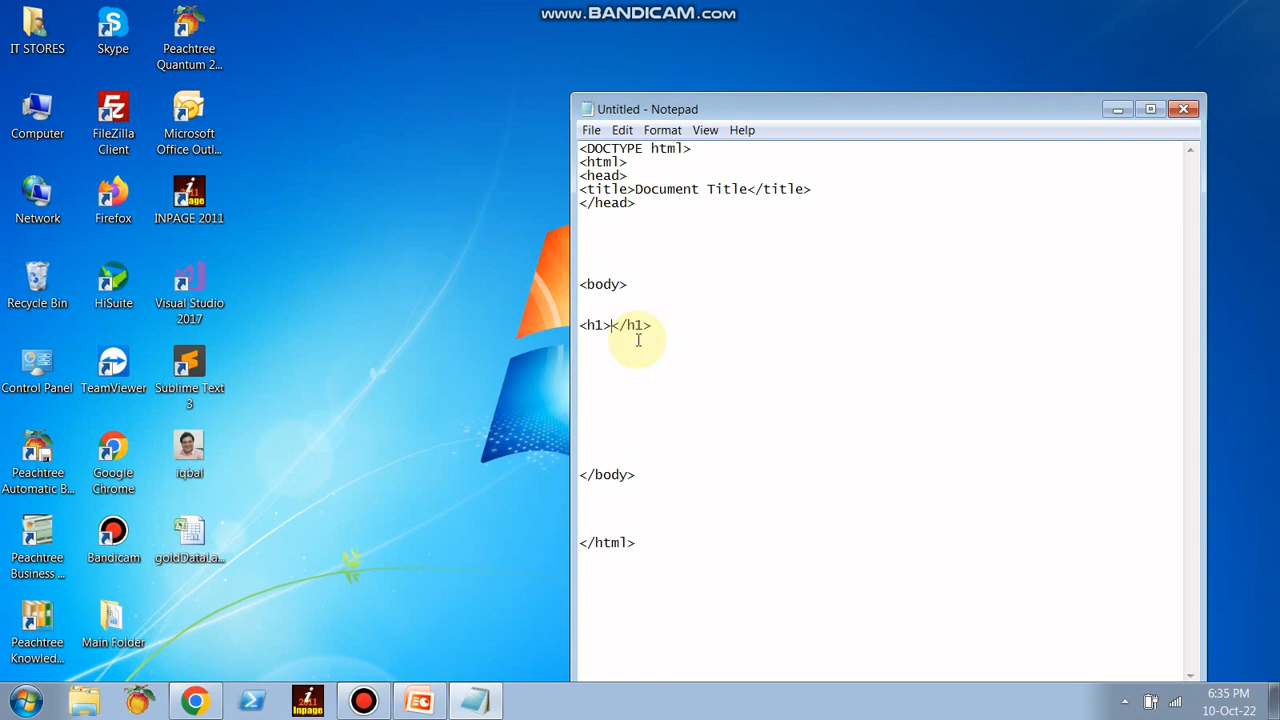 www.BANDICAM.com
IT STORES
Skype
Peachtree
Quantum 2...
Computer
FileZilla
Client
Microsoft
Office Outl...
Network
Firefox
INPAGE 2011
Recycle Bin
HiSuite
Visual Studio
2017
Control Panel
TeamViewer
Sublime Text
3
Peachtree
Automatic B...
Google
Chrome
iqbal
Peachtree
Business ...
Bandicam
goldDataLa...
Peachtree
Knowled...
Main Folder
Untitled - Notepad
File Edit Format View Help
<DOCTYPE html>
<html>
<head>
<title>Document Title</title>
</head>
<body>
<h1></h1>
</body>
</html>
Inpage
6:35 PM
10-Oct-22